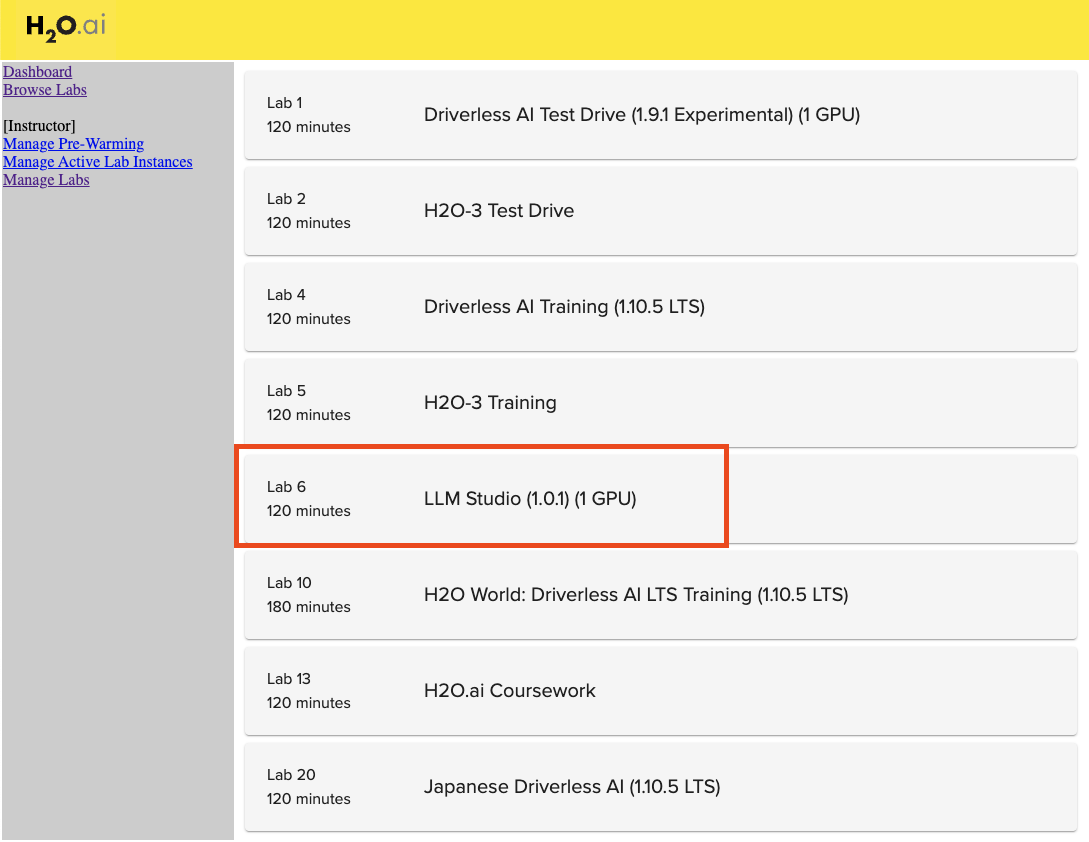 H2O.ai
Dashboard
Browse Labs
[Instructor]
Manage Pre-Warming
Manage Active Lab Instances
Manage Labs
Lab 1
120 minutes
Driverless AI Test Drive (1.9.1 Experimental) (1 GPU)
Lab 2
120 minutes
H2O-3 Test Drive
Lab 4
120 minutes
Driverless AI Training (1.10.5 LTS)
Lab 5
120 minutes
H2O-3 Training
Lab 6
120 minutes
LLM Studio (1.0.1) (1 GPU)
Lab 10
180 minutes
H2O World: Driverless AI LTS Training (1.10.5 LTS)
Lab 13
120 minutes
H2O.ai Coursework
Lab 20
120 minutes
Japanese Driverless AI (1.10.5 LTS)